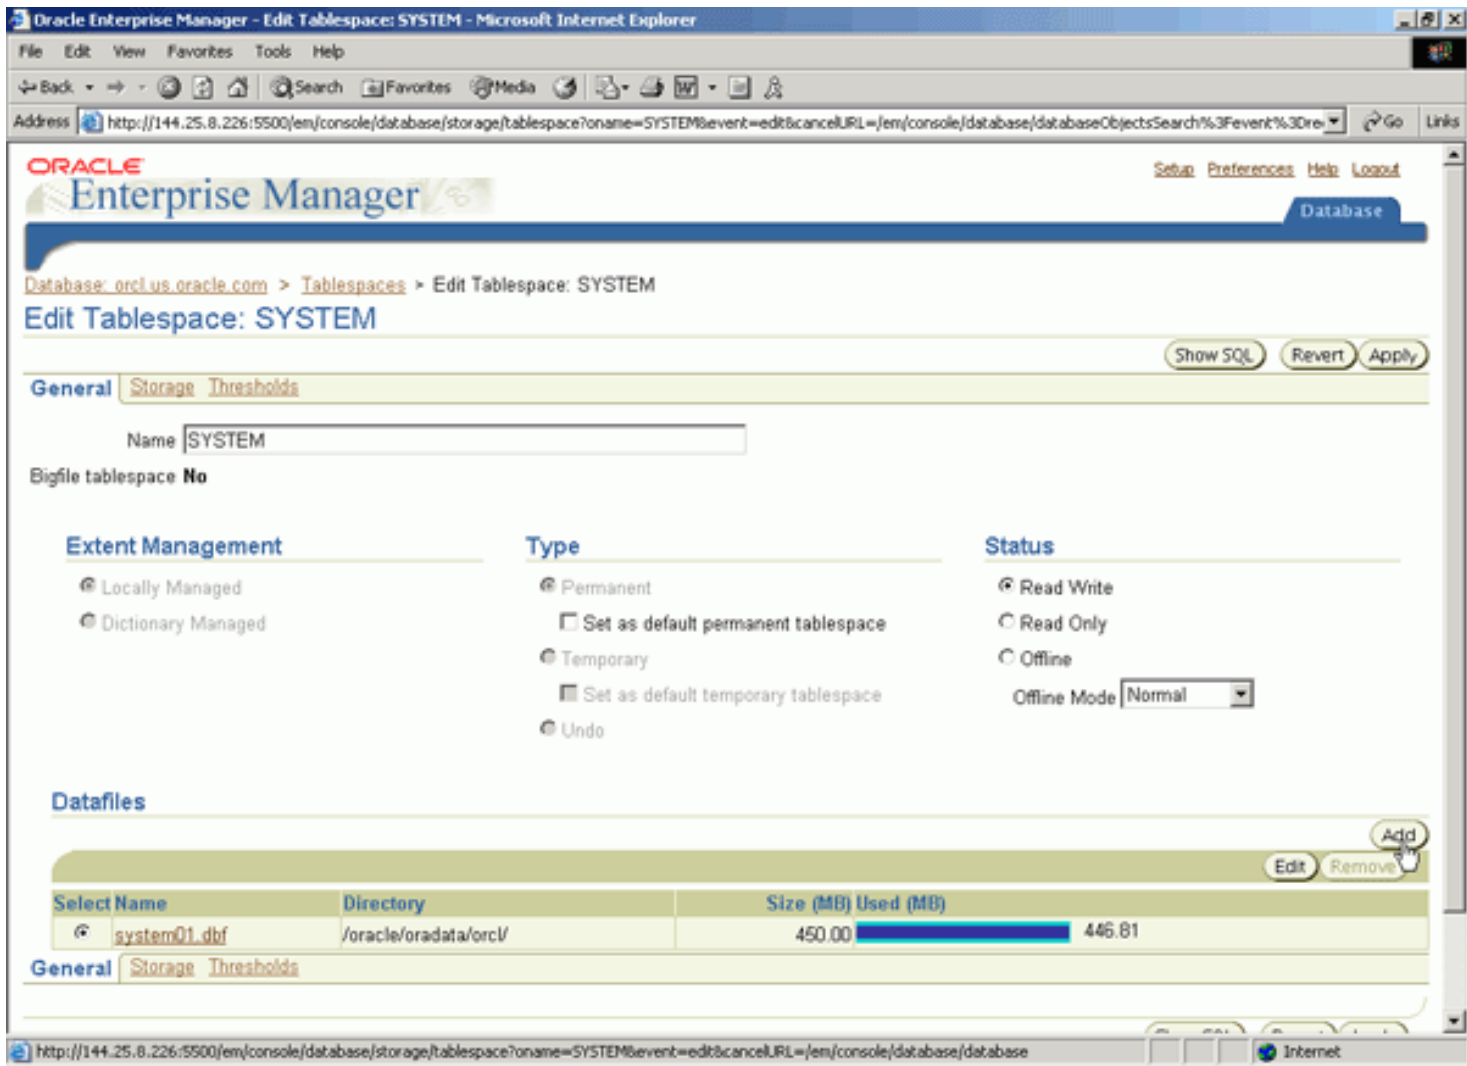 Oracle Enterprise Manager - Edit Tablespace: SYSTEM - Microsoft Internet Explorer
File Edit View Favorites Tools Help
Back Search Favorites Media
Address http://144.25.8.226:5500/em/console/database/storage/tablespace?oname=SYSTEM&event=edit&cancelURL=/em/console/database/databaseObjectsSearch%3Fevent%3Dre Go Links
ORACLE
Enterprise Manager
Setup Preferences Help Logout
Database
Database: orcl.us.oracle.com > Tablespaces > Edit Tablespace: SYSTEM
Edit Tablespace: SYSTEM
Show SQL Revert Apply
General Storage Thresholds
Name SYSTEM
Bigfile tablespace No
Extent Management Type Status
Locally Managed Permanent Read Write
Dictionary Managed Set as default permanent tablespace Read Only
Temporary Offline
Set as default temporary tablespace Offline Mode Normal
Undo
Datafiles
Add
Edit Remove
Select Name Directory Size (MB) Used (MB)
system01.dbf /oracle/oradata/orcl/ 450.00 446.81
General Storage Thresholds
http://144.25.8.226:5500/em/console/database/storage/tablespace?oname=SYSTEM&event=edit&cancelURL=/em/console/database/database Internet